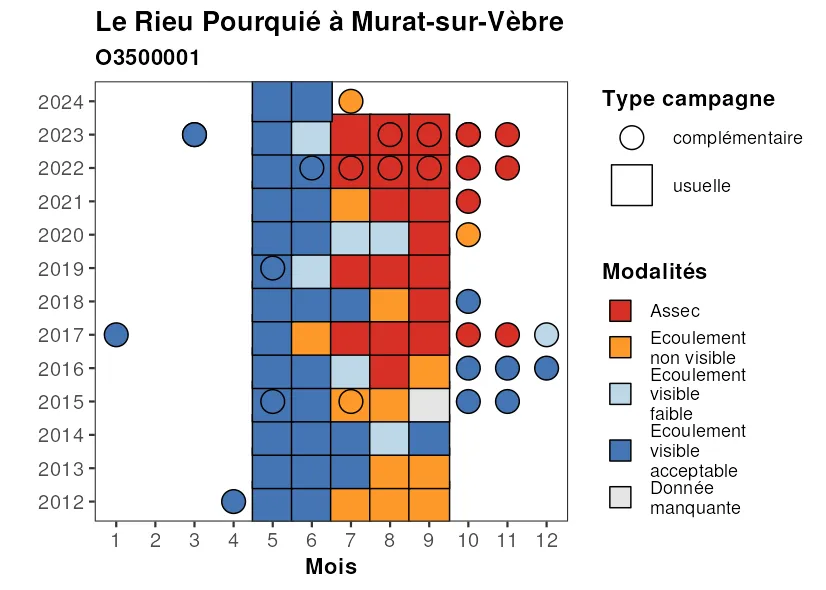 Le Rieu Pourquié à Murat-sur-Vèbre
O3500001
2024
2023
2022
2021
2020
2019
2018
2017
2016
2015
2014
2013
2012
1 2 3 4 5 6 7 8 9 10 11 12
Mois
Type campagne
complémentaire
usuelle
Modalités
Assec
Ecoulement
non visible
Ecoulement
visible
faible
Ecoulement
visible
acceptable
Donnée
manquante